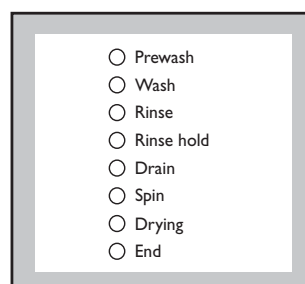 Prewash
Wash
Rinse
Rinse hold
Drain
Spin
Drying
End